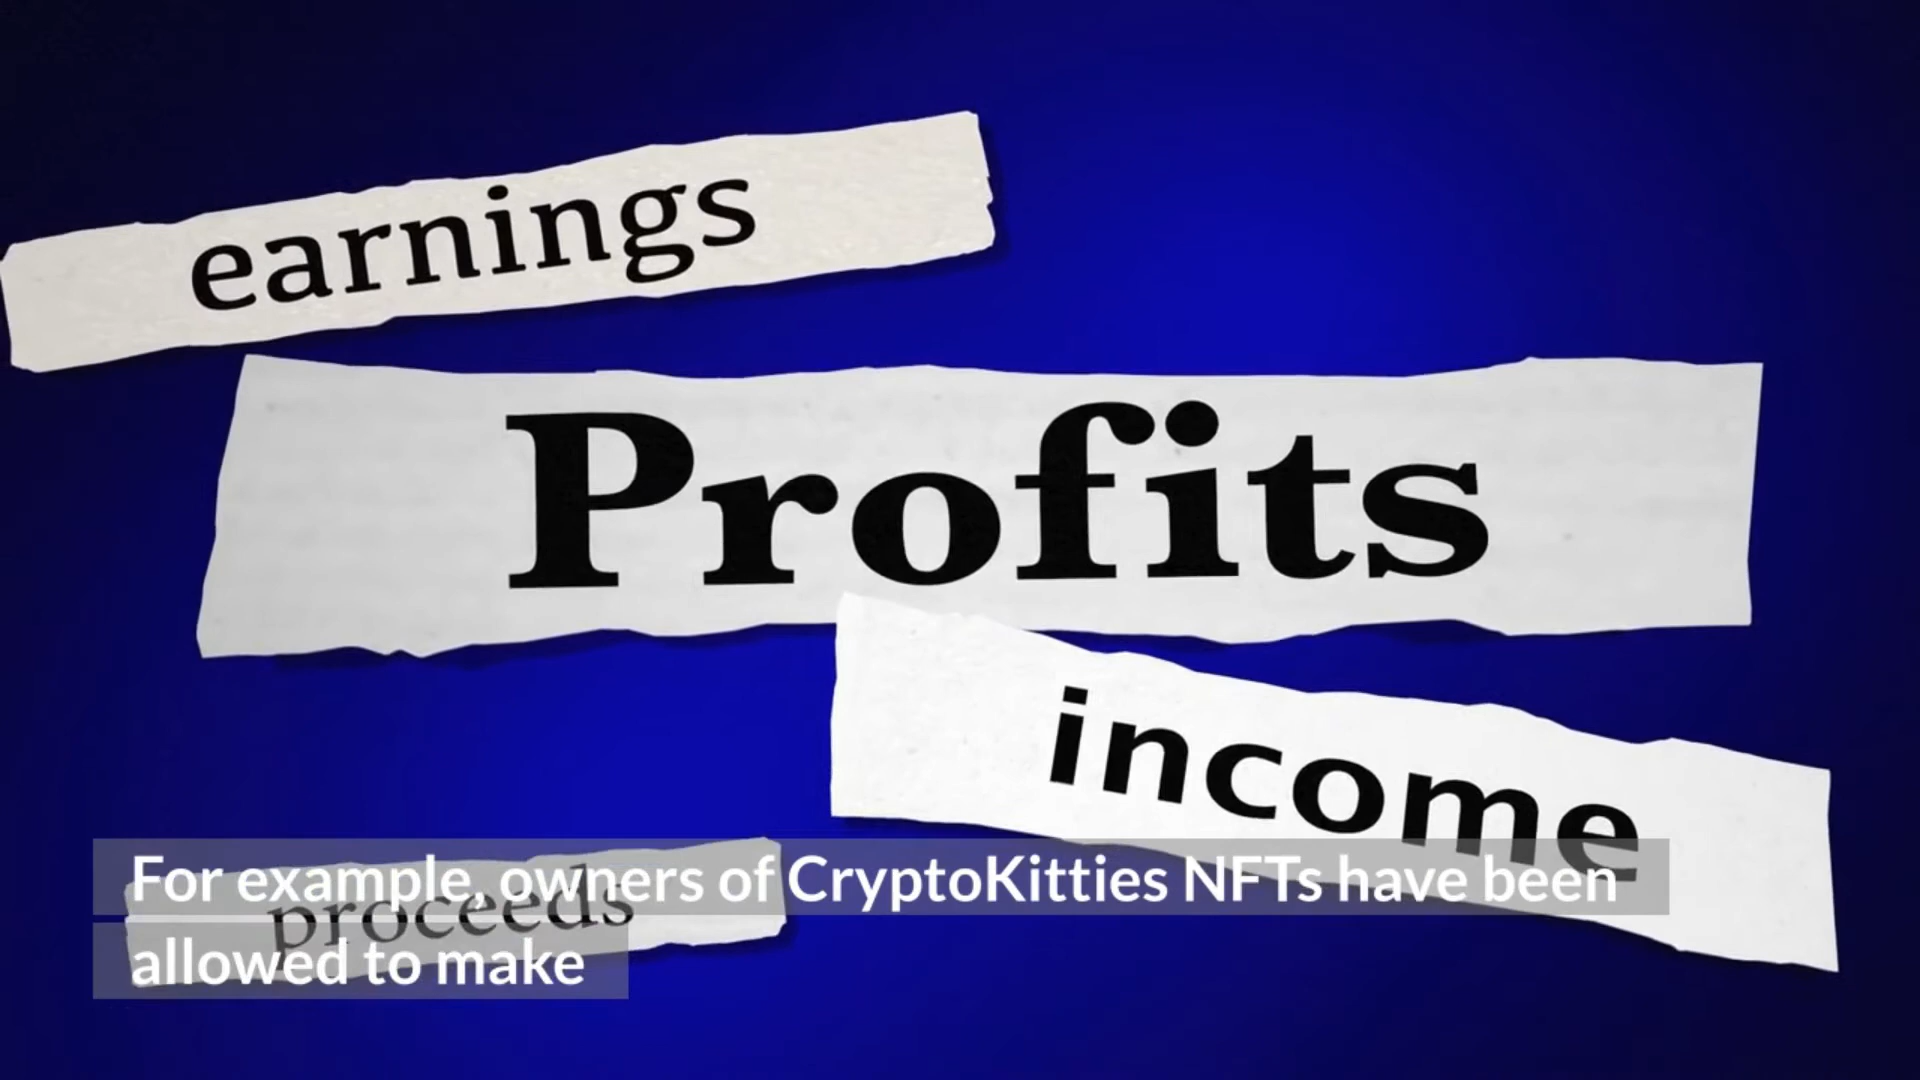 earnings
Profits
income
proceeds
For example, owners of CryptoKitties NFTs have been
allowed to make